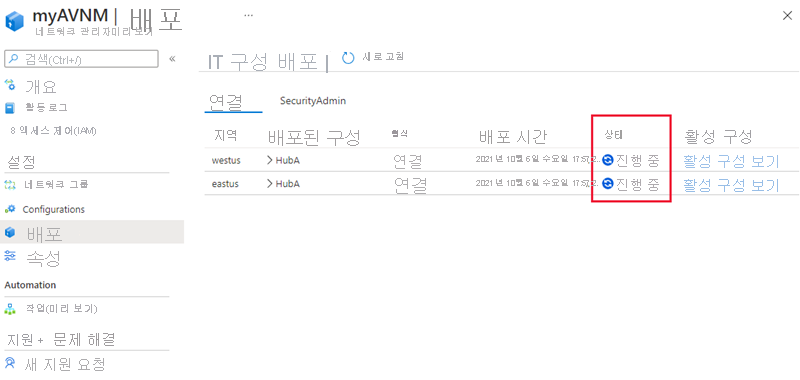 myAVNM | 배포
···
네트워크 관리자미리 보기
검색(Ctrl+/)
«
개요
활동 로그
8 엑세스 제어(IAM)
설정
네트워크 그룹
Configurations
배포
속성
Automation
작업(미리 보기)
지원 + 문제 해결
새 지원 요청
IT 구성 배포 |
새로 고침
연결
SecurityAdmin
지역
배포된 구성
형식
배포 시간
상태
활성 구성
westus
HubA
연결
2021 년 10월 6일 수요일 17:57:2...
진행 중
활성 구성 보기
eastus
HubA
연결
2021 년 10월 6일 수요일 17:57:2...
진행 중
활성 구성 보기